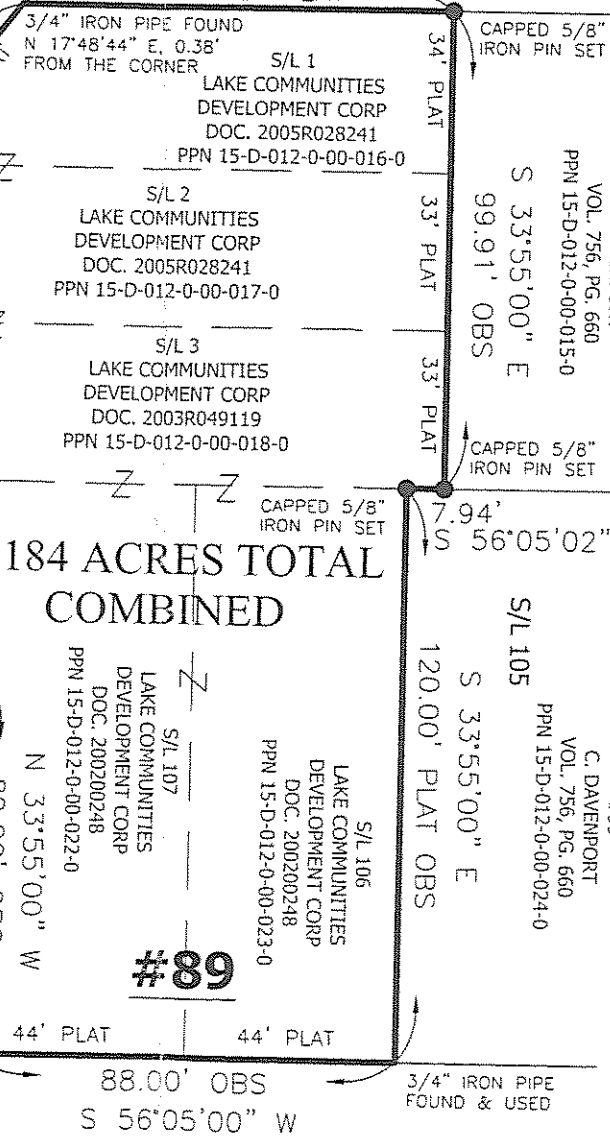 3/4" IRON PIPE FOUND
N 17°48'44" E, 0.38'
FROM THE CORNER
CAPPED 5/8"
IRON PIN SET
S/L 1
LAKE COMMUNITIES
DEVELOPMENT CORP
DOC. 2005R028241
PPN 15-D-012-0-00-016-0
34' PLAT
VOL. 756, PG. 660
PPN 15-D-012-0-00-015-0
S 33°55'00" E
99.91' OBS
S/L 2
LAKE COMMUNITIES
DEVELOPMENT CORP
DOC. 2005R028241
PPN 15-D-012-0-00-017-0
33' PLAT
S/L 3
LAKE COMMUNITIES
DEVELOPMENT CORP
DOC. 2003R049119
PPN 15-D-012-0-00-018-0
33' PLAT
CAPPED 5/8"
IRON PIN SET
Z Z
CAPPED 5/8"
IRON PIN SET
7.94'
S 56°05'02"
184 ACRES TOTAL
COMBINED
S/L 105
C. DAVENPORT
VOL. 756, PG. 660
PPN 15-D-012-0-00-024-0
S 33°55'00" E
120.00' PLAT OBS
Z
S/L 107
LAKE COMMUNITIES
DEVELOPMENT CORP
DOC. 200200248
PPN 15-D-012-0-00-022-0
S/L 106
LAKE COMMUNITIES
DEVELOPMENT CORP
DOC. 200200248
PPN 15-D-012-0-00-023-0
N 33°55'00" W
#89
44' PLAT
44' PLAT
88.00' OBS
S 56°05'00" W
3/4" IRON PIPE
FOUND & USED